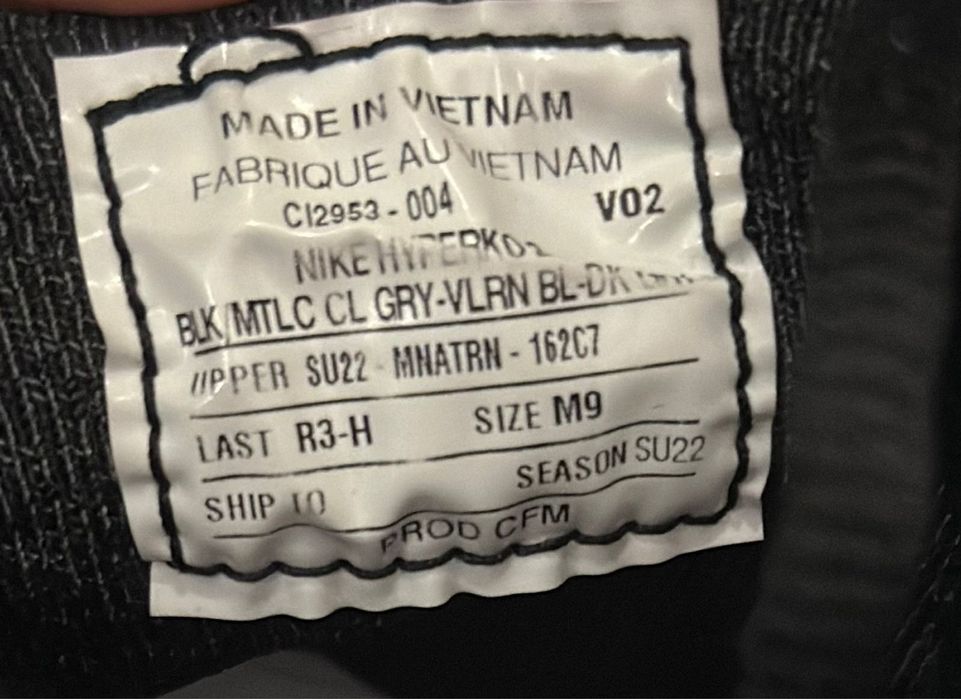 MADE IN VIETNAM
FABRIQUE AU VIETNAM
CI2953 - 004 V02
NIKE HYPERKO2
BLK/MTLC CL GRY-VLRN BL-DK
UPPER SU22 - MNATRN - 162C7
LAST R3-H SIZE M9
SHIP TO SEASON SU22
PROD CFM